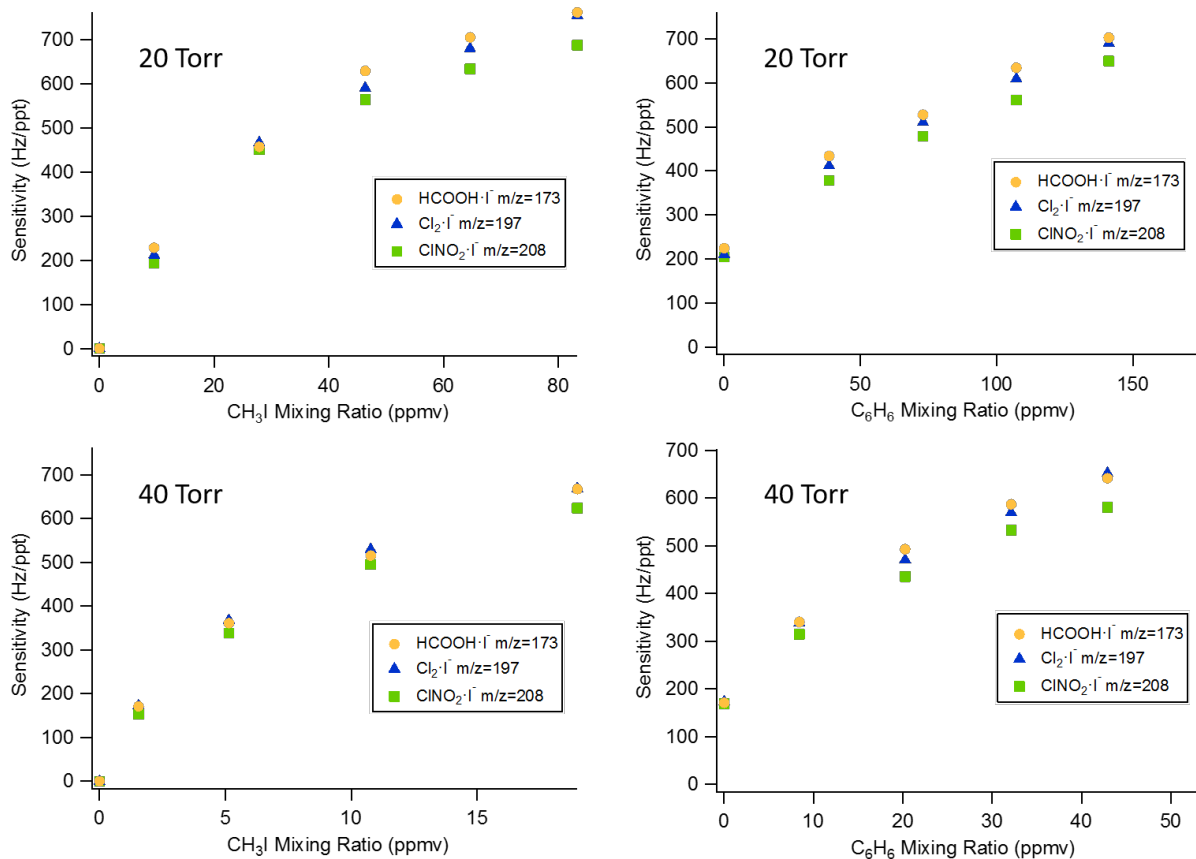 20 Torr
Sensitivity (Hz/ppt)
700
600
500
400
300
200
100
0
HCOOH·I⁻ m/z=173
Cl₂·I⁻ m/z=197
ClNO₂·I⁻ m/z=208
0 20 40 60 80
CH₃I Mixing Ratio (ppmv)
20 Torr
Sensitivity (Hz/ppt)
700
600
500
400
300
200
100
0
HCOOH·I⁻ m/z=173
Cl₂·I⁻ m/z=197
ClNO₂·I⁻ m/z=208
0 50 100 150
C₆H₆ Mixing Ratio (ppmv)
40 Torr
Sensitivity (Hz/ppt)
700
600
500
400
300
200
100
0
HCOOH·I⁻ m/z=173
Cl₂·I⁻ m/z=197
ClNO₂·I⁻ m/z=208
0 5 10 15
CH₃I Mixing Ratio (ppmv)
40 Torr
Sensitivity (Hz/ppt)
700
600
500
400
300
200
100
0
HCOOH·I⁻ m/z=173
Cl₂·I⁻ m/z=197
ClNO₂·I⁻ m/z=208
0 10 20 30 40 50
C₆H₆ Mixing Ratio (ppmv)